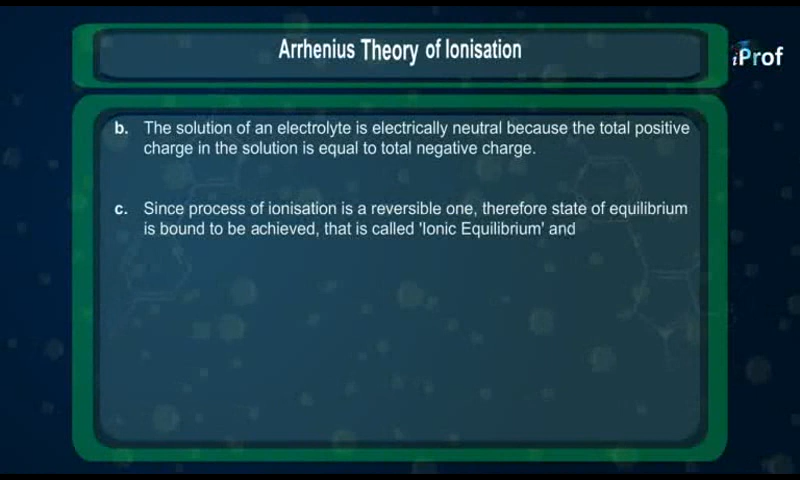 Arrhenius Theory of Ionisation
iProf
b. The solution of an electrolyte is electrically neutral because the total positive
charge in the solution is equal to total negative charge.
c. Since process of ionisation is a reversible one, therefore state of equilibrium
is bound to be achieved, that is called 'Ionic Equilibrium' and